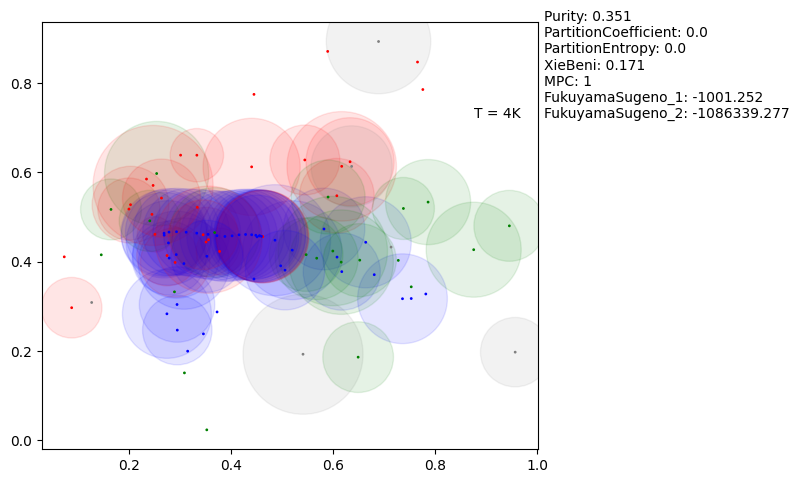 Purity: 0.351
PartitionCoefficient: 0.0
PartitionEntropy: 0.0
XieBeni: 0.171
MPC: 1
FukuyamaSugeno_1: -1001.252
FukuyamaSugeno_2: -1086339.277
T = 4K
0.8
0.6
0.4
0.2
0.0
0.2 0.4 0.6 0.8 1.0